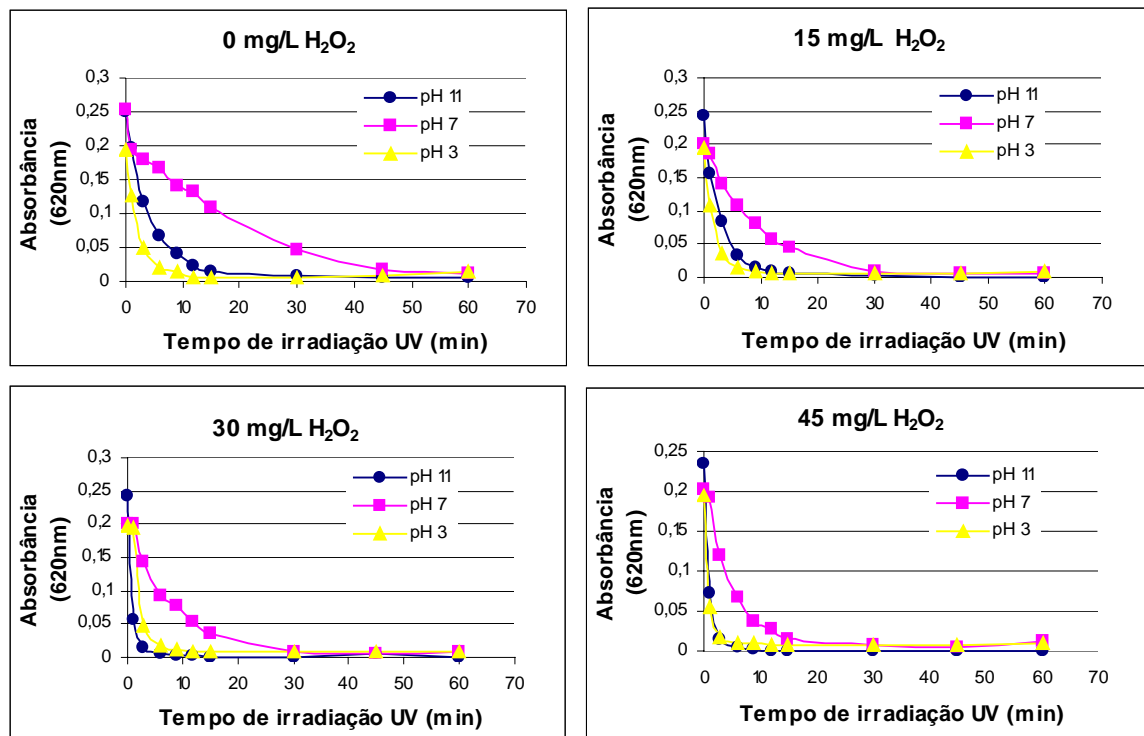 0 mg/L H₂O₂
Absorbância
(620nm)
0,3
0,25
0,2
0,15
0,1
0,05
0
pH 11
pH 7
pH 3
0 10 20 30 40 50 60 70
Tempo de irradiação UV (min)
15 mg/L H₂O₂
Absorbância
(620nm)
0,3
0,25
0,2
0,15
0,1
0,05
0
pH 11
pH 7
pH 3
0 10 20 30 40 50 60 70
Tempo de irradiação UV (min)
30 mg/L H₂O₂
Absorbância
(620nm)
0,3
0,25
0,2
0,15
0,1
0,05
0
pH 11
pH 7
pH 3
0 10 20 30 40 50 60 70
Tempo de irradiação UV (min)
45 mg/L H₂O₂
Absorbância
(620nm)
0,25
0,2
0,15
0,1
0,05
0
pH 11
pH 7
pH 3
0 10 20 30 40 50 60 70
Tempo de irradiação UV (min)